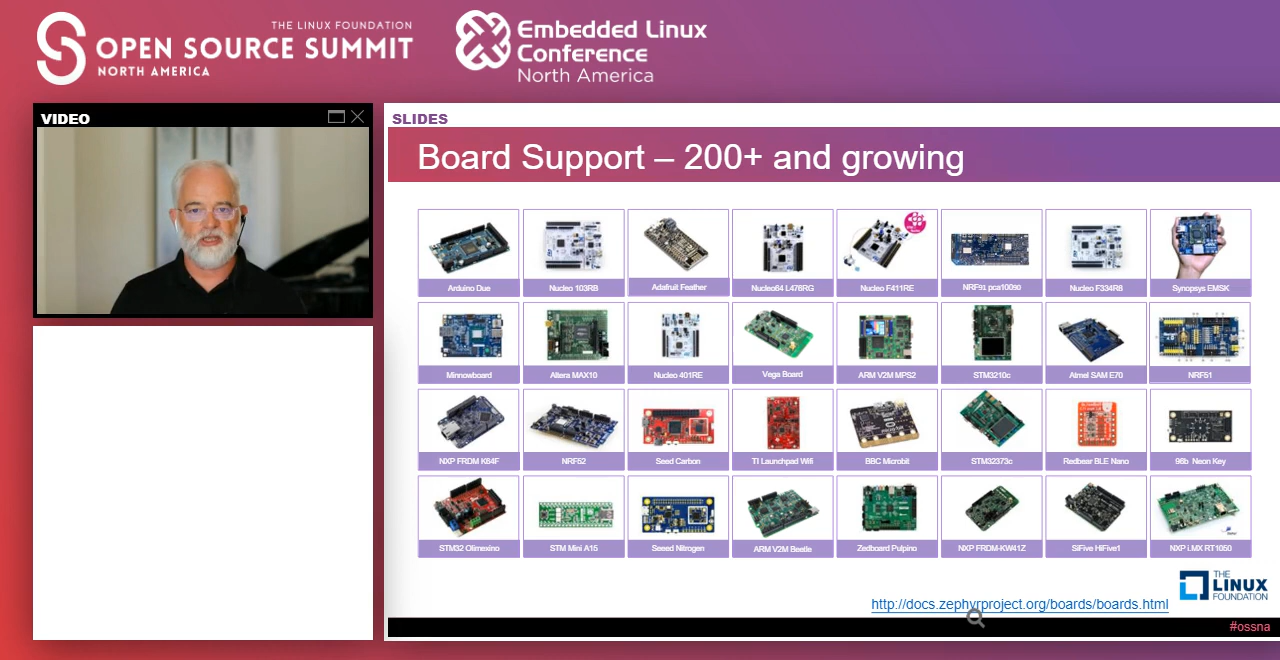 THE LINUX FOUNDATION
OPEN SOURCE SUMMIT
NORTH AMERICA
Embedded Linux
Conference
North America
VIDEO
SLIDES
Board Support – 200+ and growing
Arduino Due
Nucleo 103RB
Adafruit Feather
Nucleo64 L476RG
Nucleo F411RE
NRF91 pca10090
Nucleo F334R8
Synopsys EMSK
Minnowboard
Altera MAX10
Nucleo 401RE
Vega Board
ARM V2M MPS2
STM3210c
Atmel SAM E70
NRF51
NXP FRDM K64F
NRF52
Seed Carbon
TI Launchpad Wifi
BBC Microbit
STM32373c
Redbear BLE Nano
96b Neon Key
STM32 Olimexino
STM Mini A15
Seeed Nitrogen
ARM V2M Beetle
Zedboard Pulpino
NXP FRDM-KW41Z
SiFive HiFive1
NXP i.MX RT1050
http://docs.zephyrproject.org/boards/boards.html
THE
LINUX
FOUNDATION
#ossna